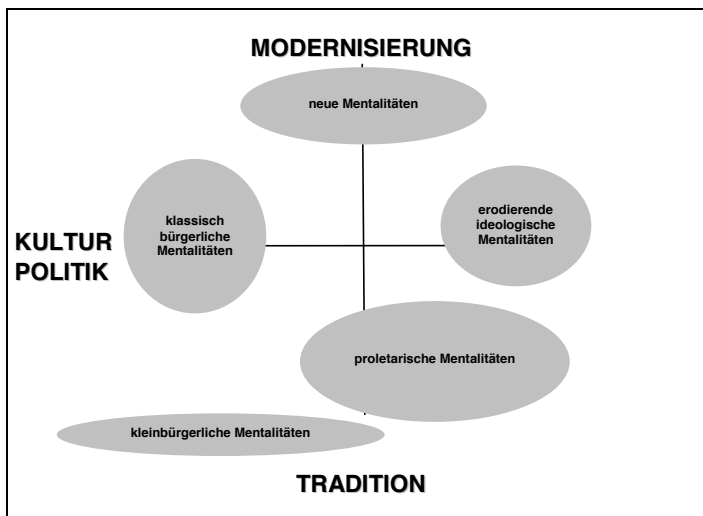 MODERNISIERUNG
neue Mentalitäten
klassisch
bürgerliche
Mentalitäten
erodierende
ideologische
Mentalitäten
KULTUR
POLITIK
proletarische Mentalitäten
kleinbürgerliche Mentalitäten
TRADITION